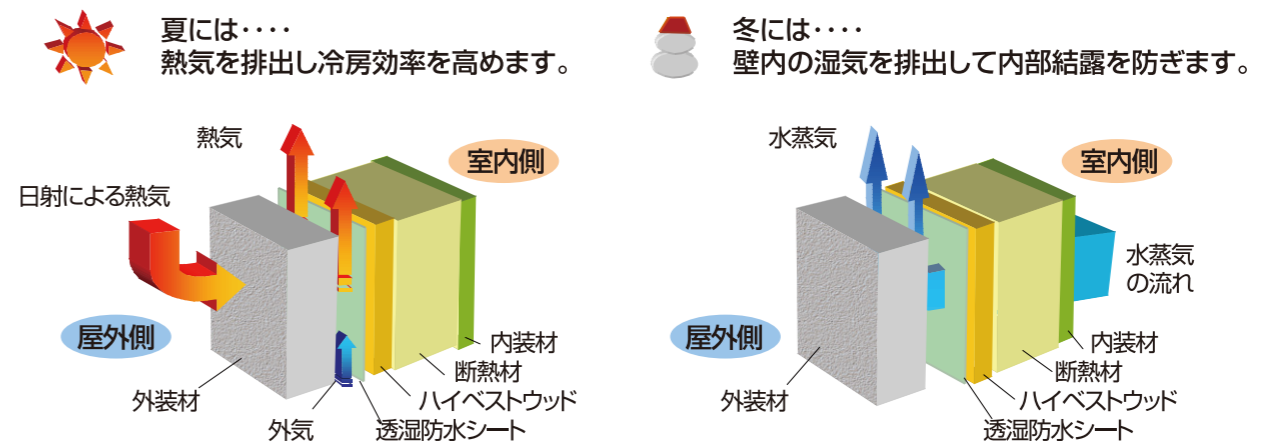 夏には‥‥
熱気を排出し冷房効率を高めます。
熱気
室内側
日射による熱気
屋外側
内装材
断熱材
ハイベストウッド
外装材
外気
透湿防水シート
冬には‥‥
壁内の湿気を排出して内部結露を防ぎます。
水蒸気
室内側
水蒸気
の流れ
屋外側
内装材
断熱材
ハイベストウッド
外装材
透湿防水シート